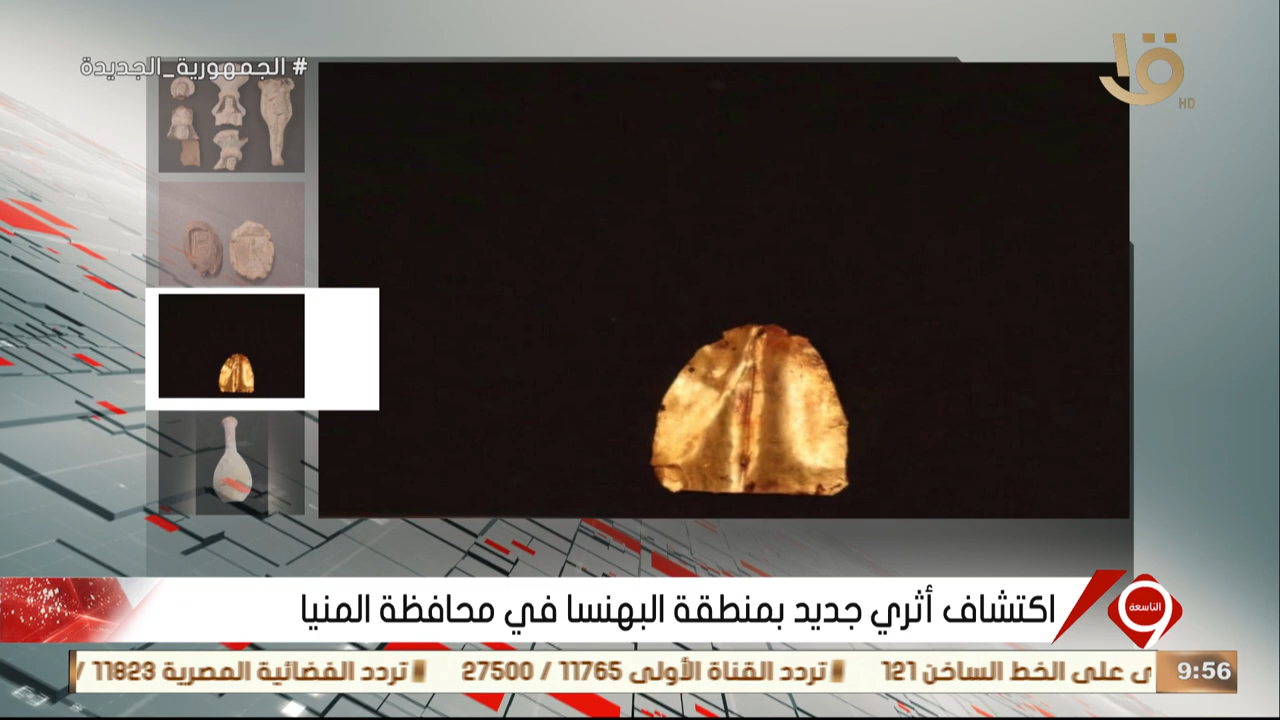 # الجمهورية_الجديدة
HD
اكتشاف أثري جديد بمنطقة البهنسا في محافظة المنيا
التاسعة
9
9:56
ى على الخط الساخن 121 تردد القناة الأولى 11765 / 27500 تردد الفضائية المصرية 11823 /